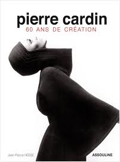 pierre cardin
60 ANS DE CRÉATION
ASSOULINE